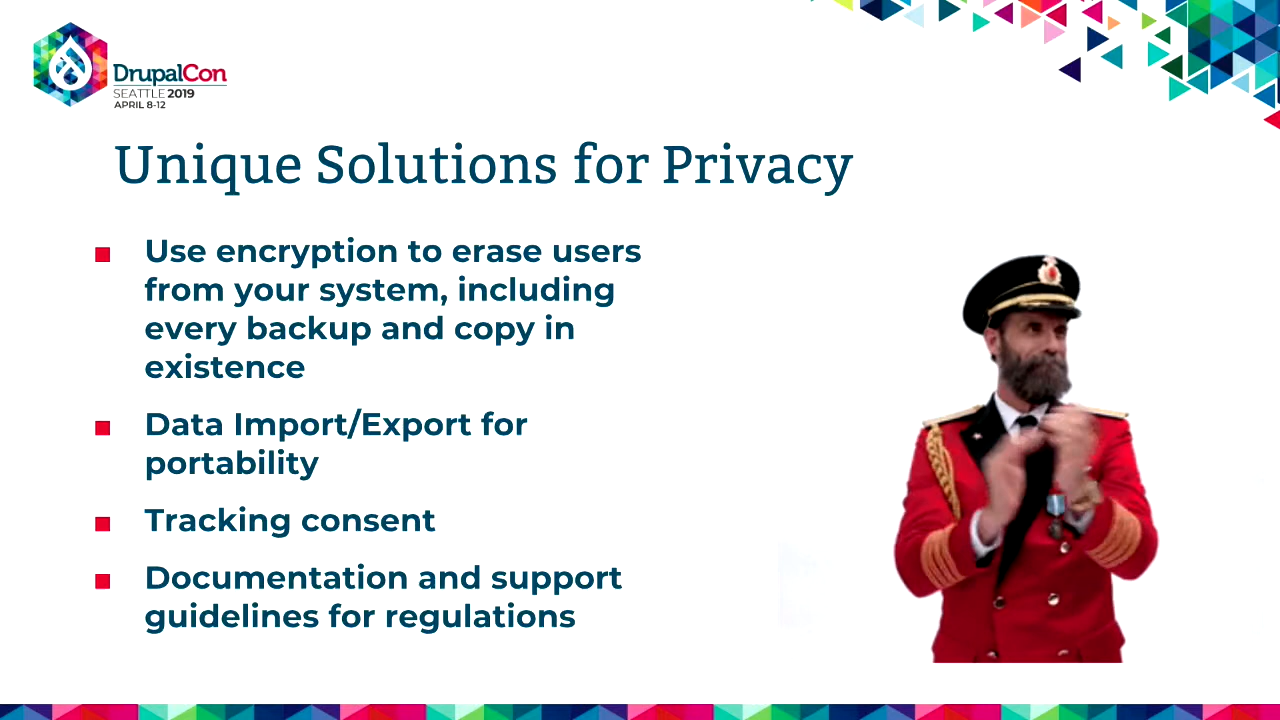 DrupalCon
SEATTLE 2019
APRIL 8-12
Unique Solutions for Privacy
Use encryption to erase users
from your system, including
every backup and copy in
existence
Data Import/Export for
portability
Tracking consent
Documentation and support
guidelines for regulations